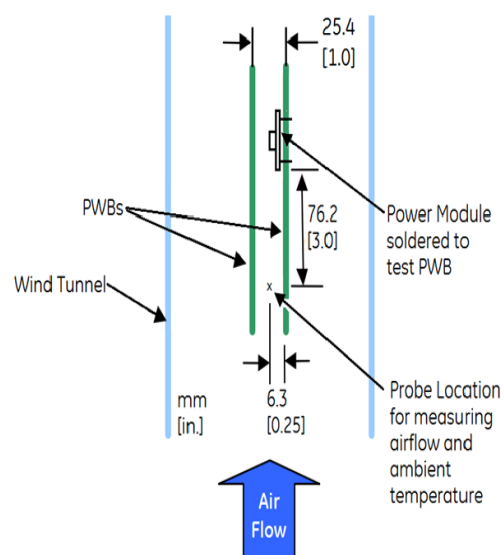 25.4
[1.0]
PWBs
76.2
[3.0]
Power Module
soldered to
test PWB
Wind Tunnel
x
mm
[in.]
6.3
[0.25]
Probe Location
for measuring
airflow and
ambient
temperature
Air
Flow